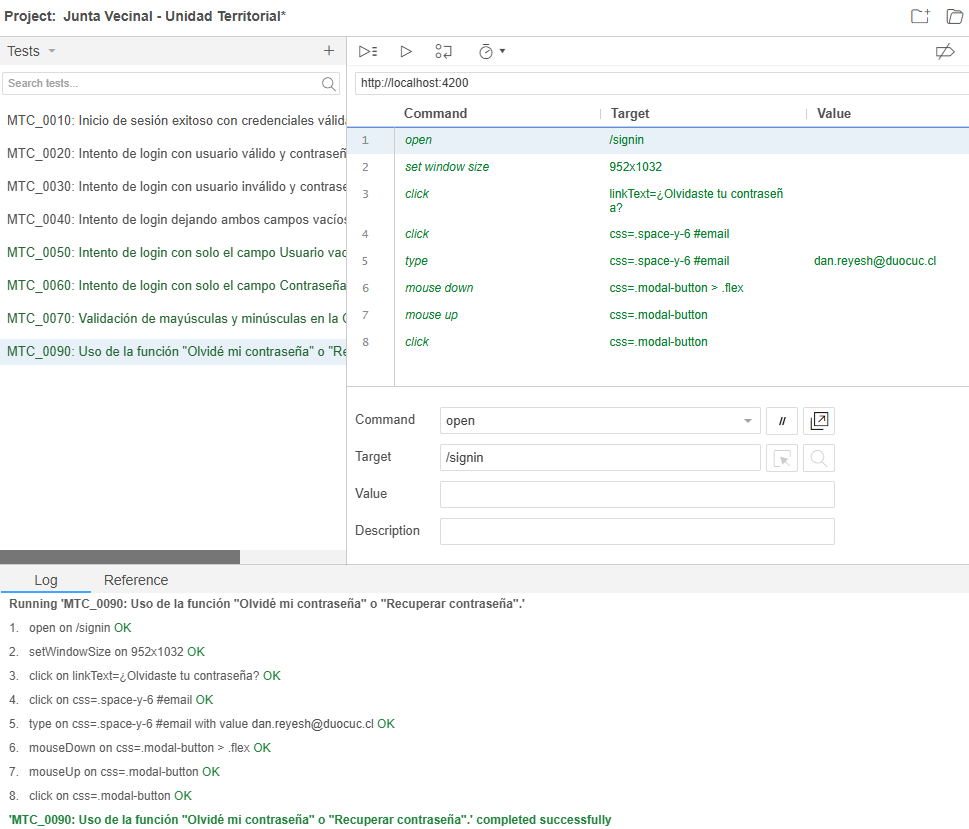 Project: Junta Vecinal - Unidad Territorial*
Tests
+
Search tests...
MTC_0010: Inicio de sesión exitoso con credenciales válida
MTC_0020: Intento de login con usuario válido y contraseñ
MTC_0030: Intento de login con usuario inválido y contrase
MTC_0040: Intento de login dejando ambos campos vacíos
MTC_0050: Intento de login con solo el campo Usuario vac
MTC_0060: Intento de login con solo el campo Contraseña
MTC_0070: Validación de mayúsculas y minúsculas en la C
MTC_0090: Uso de la función "Olvidé mi contraseña" o "Re
http://localhost:4200
Command Target Value
1 open /signin
2 set window size 952x1032
3 click linkText=¿Olvidaste tu contraseñ
a?
4 click css=.space-y-6 #email
5 type css=.space-y-6 #email dan.reyesh@duocuc.cl
6 mouse down css=.modal-button > .flex
7 mouse up css=.modal-button
8 click css=.modal-button
Command open //
Target /signin
Value
Description
Log Reference
Running 'MTC_0090: Uso de la función "Olvidé mi contraseña" o "Recuperar contraseña".'
1. open on /signin OK
2. setWindowSize on 952x1032 OK
3. click on linkText=¿Olvidaste tu contraseña? OK
4. click on css=.space-y-6 #email OK
5. type on css=.space-y-6 #email with value dan.reyesh@duocuc.cl OK
6. mouseDown on css=.modal-button > .flex OK
7. mouseUp on css=.modal-button OK
8. click on css=.modal-button OK
'MTC_0090: Uso de la función "Olvidé mi contraseña" o "Recuperar contraseña".' completed successfully